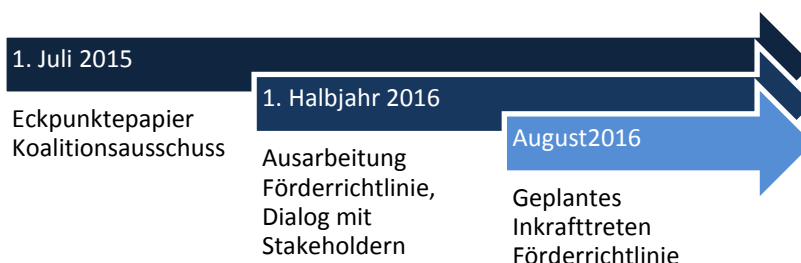 1. Juli 2015
Eckpunktepapier
Koalitionsausschuss
1. Halbjahr 2016
Ausarbeitung
Förderrichtlinie,
Dialog mit
Stakeholdern
August2016
Geplantes
Inkrafttreten
Förderrichtlinie